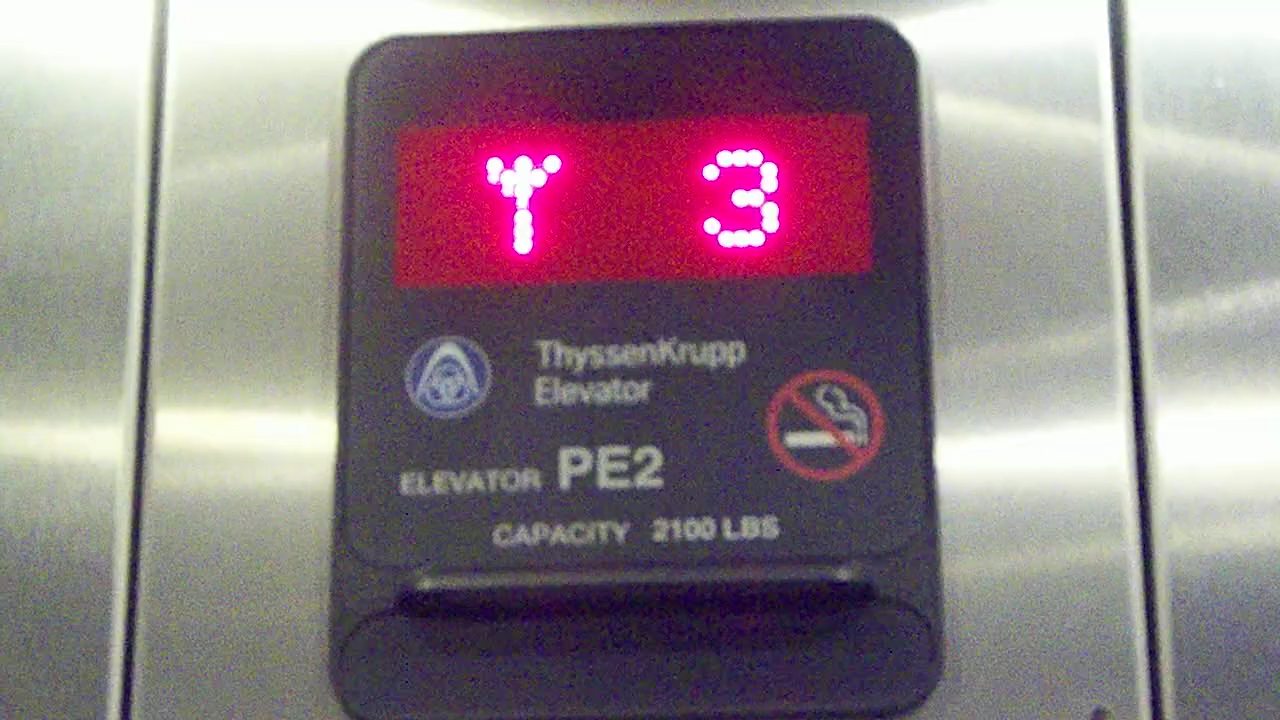 3
ThyssenKrupp
Elevator
ELEVATOR PE2
CAPACITY 2100 LBS